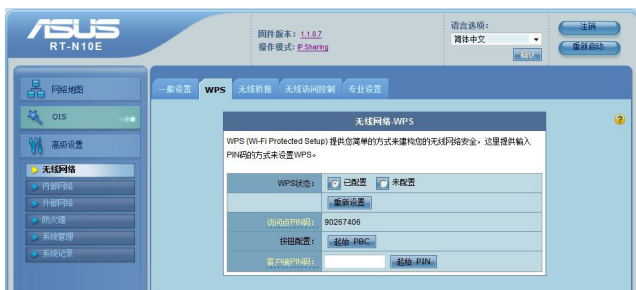 ASUS
RT-N10E
固件版本: 1.1.0.7
操作模式: IP Sharing
语言选项:
简体中文
确认
注销
重新启动
网络地图
OIS
高级设置
无线网络
内部网络
外部网络
防火墙
系统管理
系统记录
一般设置 WPS 无线桥接 无线访问控制 专业设置
无线网络-WPS
WPS (Wi-Fi Protected Setup) 提供您简单的方式来建构您的无线网络安全，这里提供输入
PIN码的方式来设置WPS。
WPS状态: 已配置 未配置
重新设置
访问点PIN码: 90267406
按钮配置: 起始 PBC
客户端PIN码: 起始 PIN